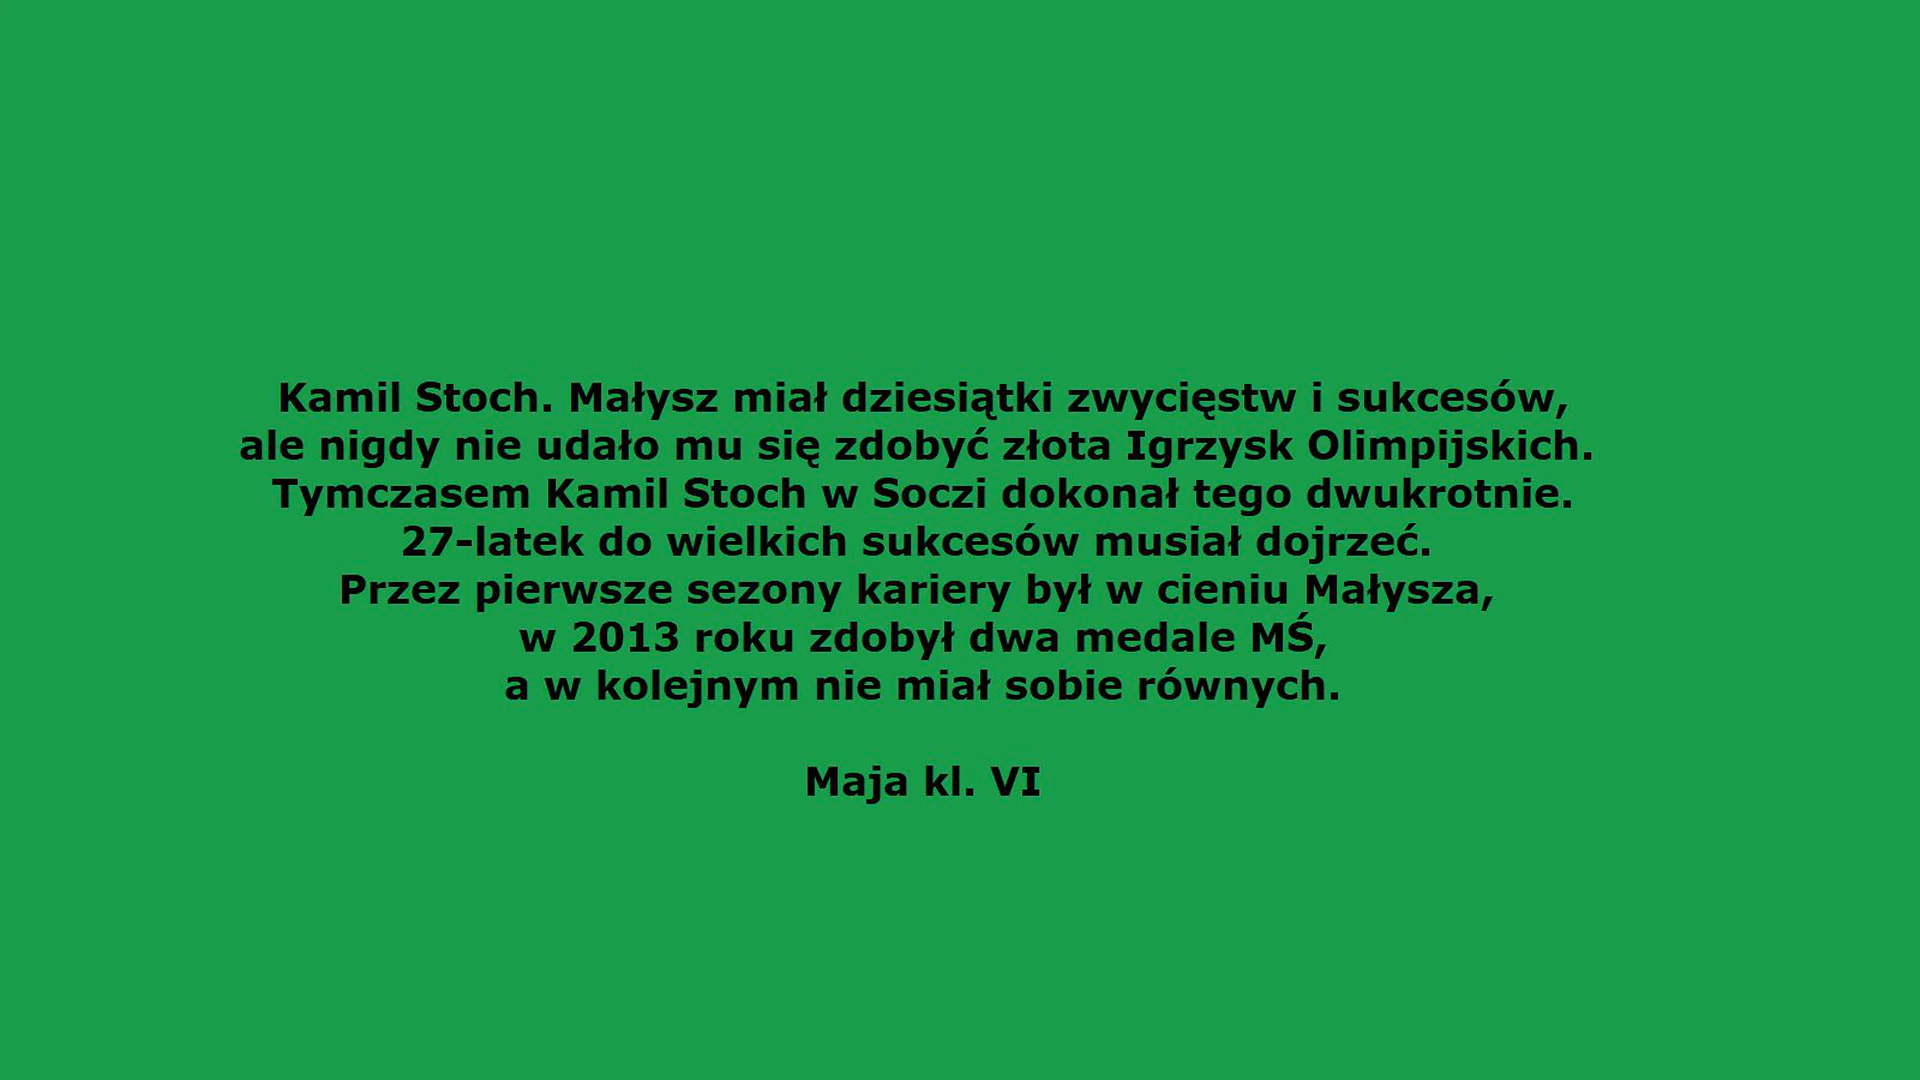 Kamil Stoch. Małysz miał dziesiątki zwycięstw i sukcesów,
ale nigdy nie udało mu się zdobyć złota Igrzysk Olimpijskich.
Tymczasem Kamil Stoch w Soczi dokonał tego dwukrotnie.
27-latek do wielkich sukcesów musiał dojrzeć.
Przez pierwsze sezony kariery był w cieniu Małysza,
w 2013 roku zdobył dwa medale MŚ,
a w kolejnym nie miał sobie równych.
Maja kl. VI